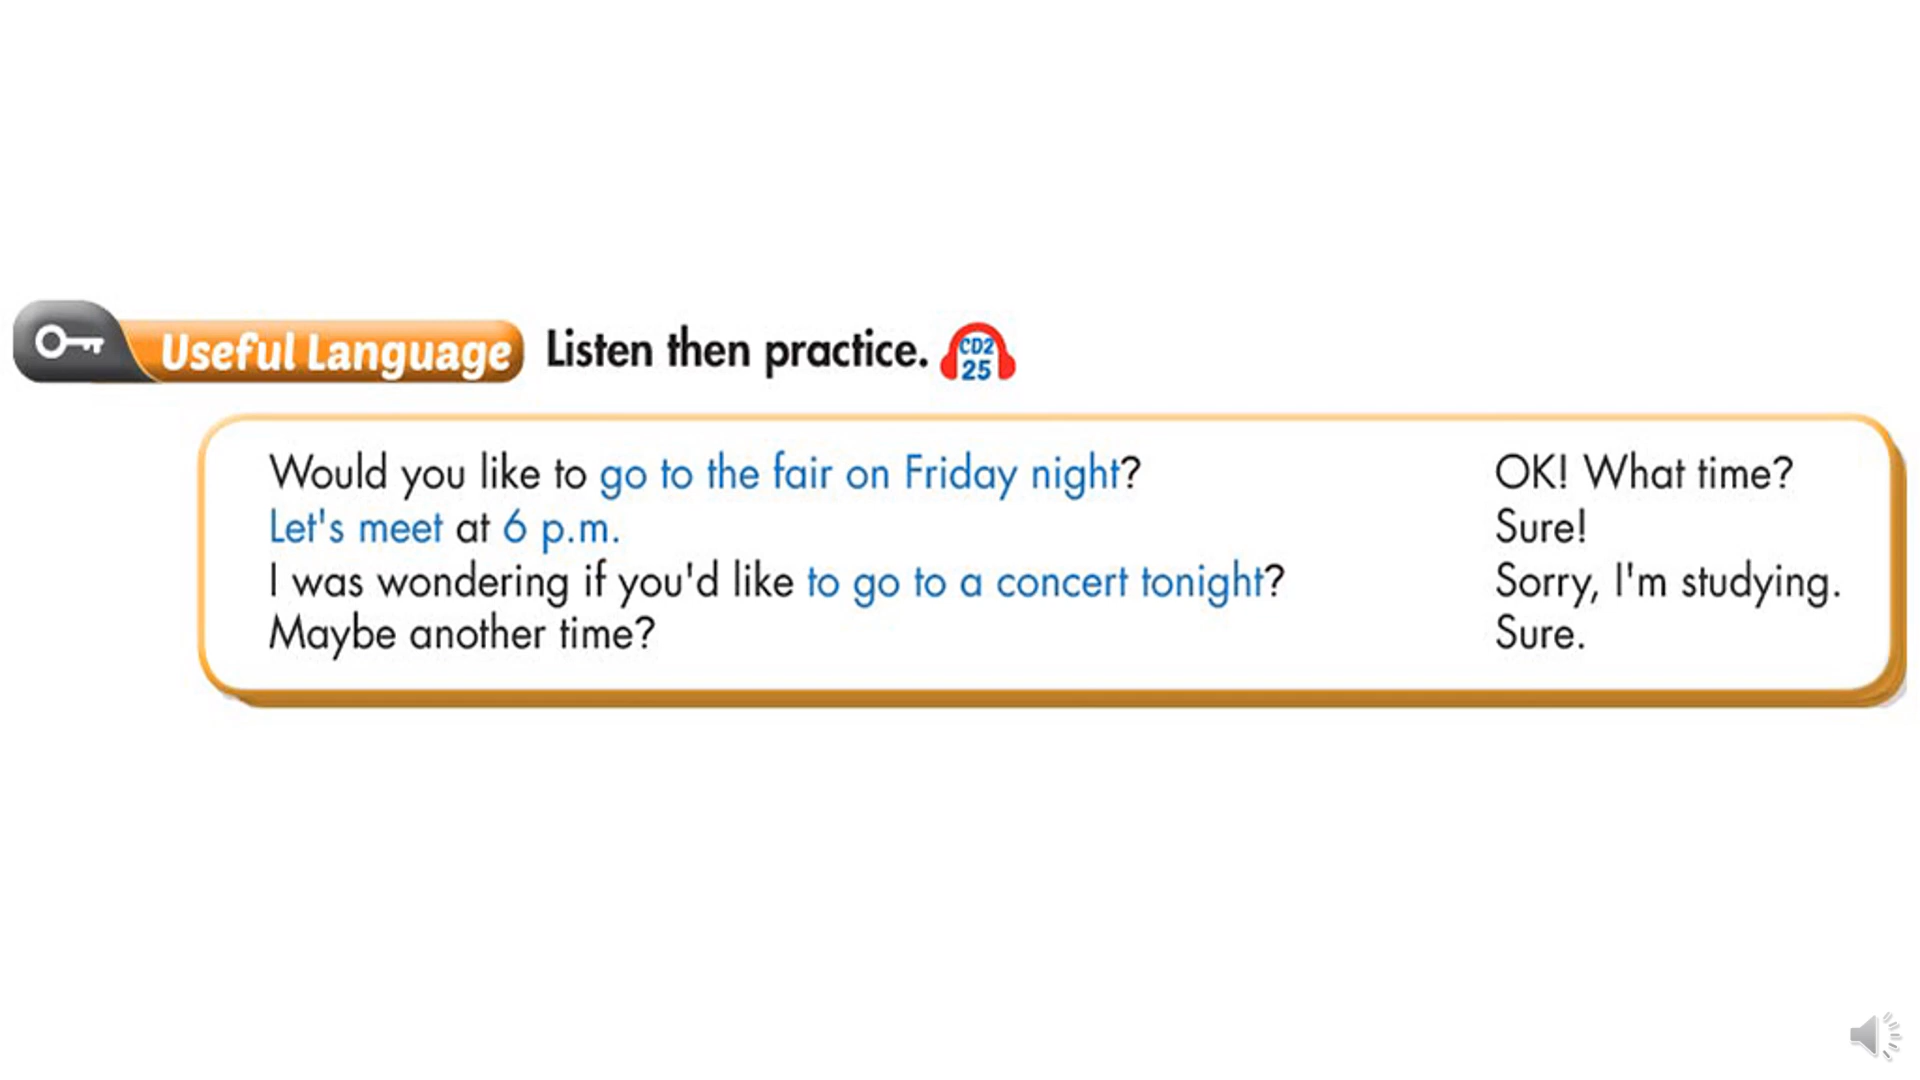 Useful Language Listen then practice. CD2 25
Would you like to go to the fair on Friday night? OK! What time?
Let's meet at 6 p.m. Sure!
I was wondering if you'd like to go to a concert tonight? Sorry, I'm studying.
Maybe another time? Sure.